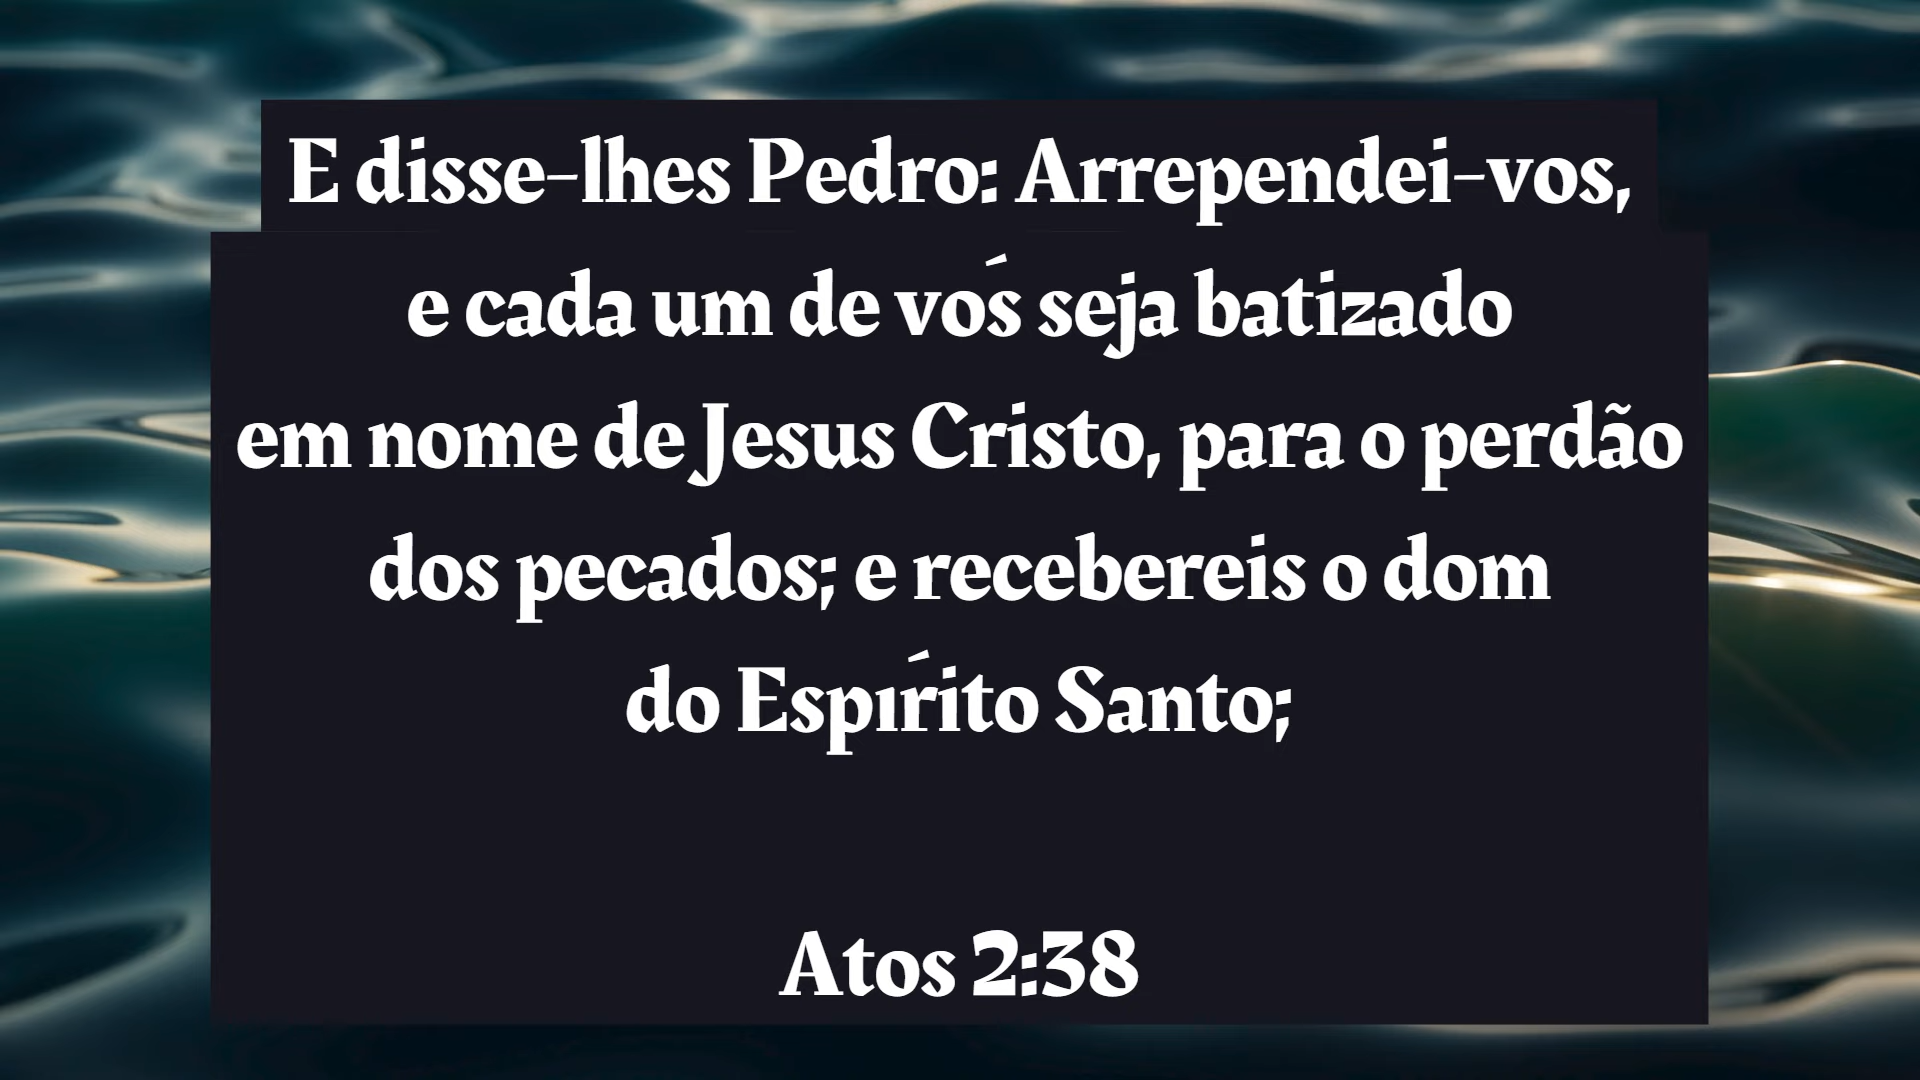 E disse-lhes Pedro: Arrependei-vos,
e cada um de vós seja batizado
em nome de Jesus Cristo, para o perdão
dos pecados; e recebereis o dom
do Espírito Santo;
Atos 2:38